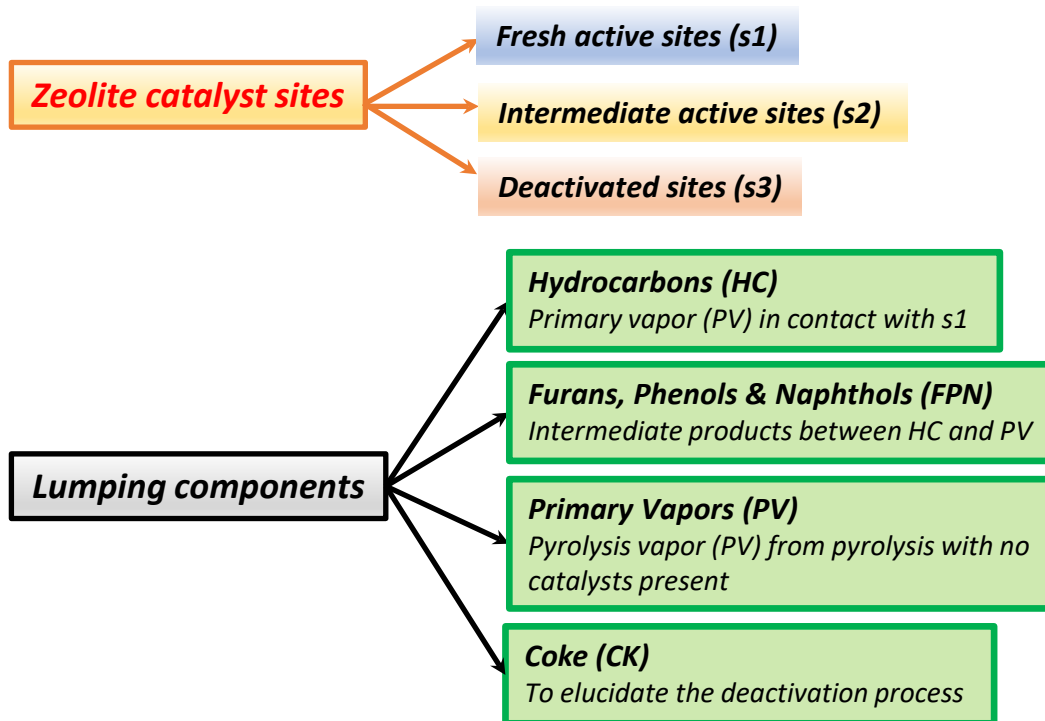 Zeolite catalyst sites
Fresh active sites (s1)
Intermediate active sites (s2)
Deactivated sites (s3)
Lumping components
Hydrocarbons (HC)
Primary vapor (PV) in contact with s1
Furans, Phenols & Naphthols (FPN)
Intermediate products between HC and PV
Primary Vapors (PV)
Pyrolysis vapor (PV) from pyrolysis with no
catalysts present
Coke (CK)
To elucidate the deactivation process